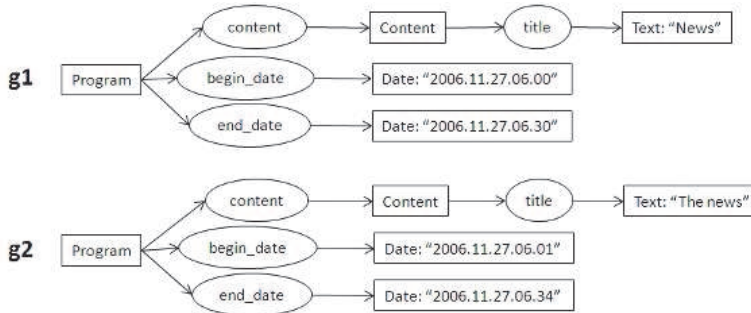 content Content title Text: “News”
g1 Program begin_date Date: “2006.11.27.06.00”
end_date Date: “2006.11.27.06.30”
content Content title Text: “The news”
g2 Program begin_date Date: “2006.11.27.06.01”
end_date Date: “2006.11.27.06.34”